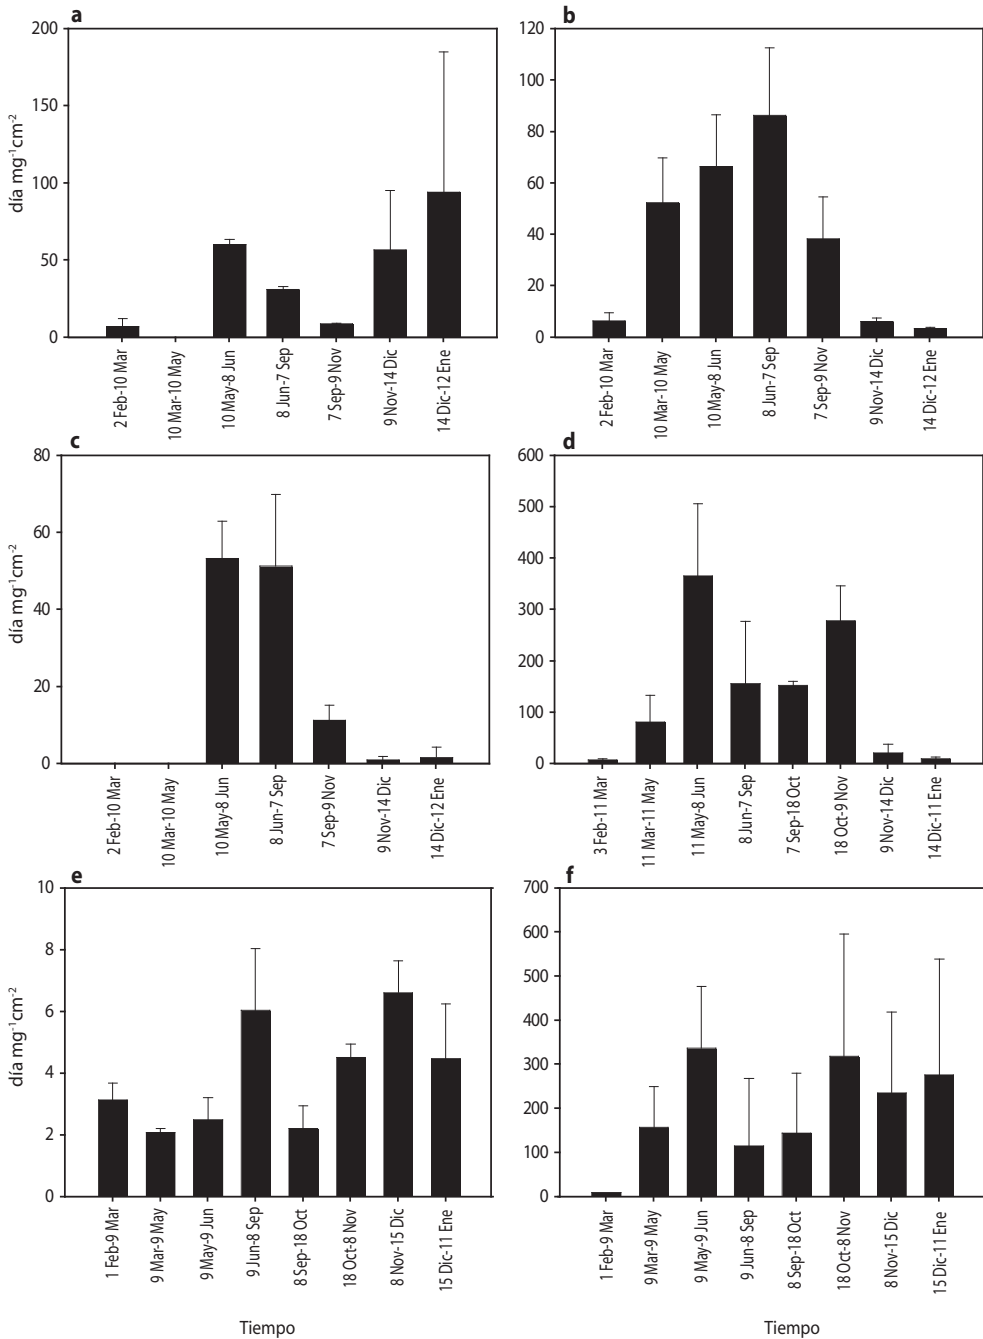 a
200
150
100
50
0
día mg⁻¹cm⁻²
2 Feb-10 Mar
10 Mar-10 May
10 May-8 Jun
8 Jun-7 Sep
7 Sep-9 Nov
9 Nov-14 Dic
14 Dic-12 Ene
b
120
100
80
60
40
20
0
2 Feb-10 Mar
10 Mar-10 May
10 May-8 Jun
8 Jun-7 Sep
7 Sep-9 Nov
9 Nov-14 Dic
14 Dic-12 Ene
c
80
60
40
20
0
día mg⁻¹cm⁻²
2 Feb-10 Mar
10 Mar-10 May
10 May-8 Jun
8 Jun-7 Sep
7 Sep-9 Nov
9 Nov-14 Dic
14 Dic-12 Ene
d
600
500
400
300
200
100
0
3 Feb-11 Mar
11 Mar-11 May
11 May-8 Jun
8 Jun-7 Sep
7 Sep-18 Oct
18 Oct-9 Nov
9 Nov-14 Dic
14 Dic-11 Ene
e
10
8
6
4
2
0
día mg⁻¹cm⁻²
1 Feb-9 Mar
9 Mar-9 May
9 May-9 Jun
9 Jun-8 Sep
8 Sep-18 Oct
18 Oct-8 Nov
8 Nov-15 Dic
15 Dic-11 Ene
Tiempo
f
700
600
500
400
300
200
100
0
1 Feb-9 Mar
9 Mar-9 May
9 May-9 Jun
9 Jun-8 Sep
8 Sep-18 Oct
18 Oct-8 Nov
8 Nov-15 Dic
15 Dic-11 Ene
Tiempo